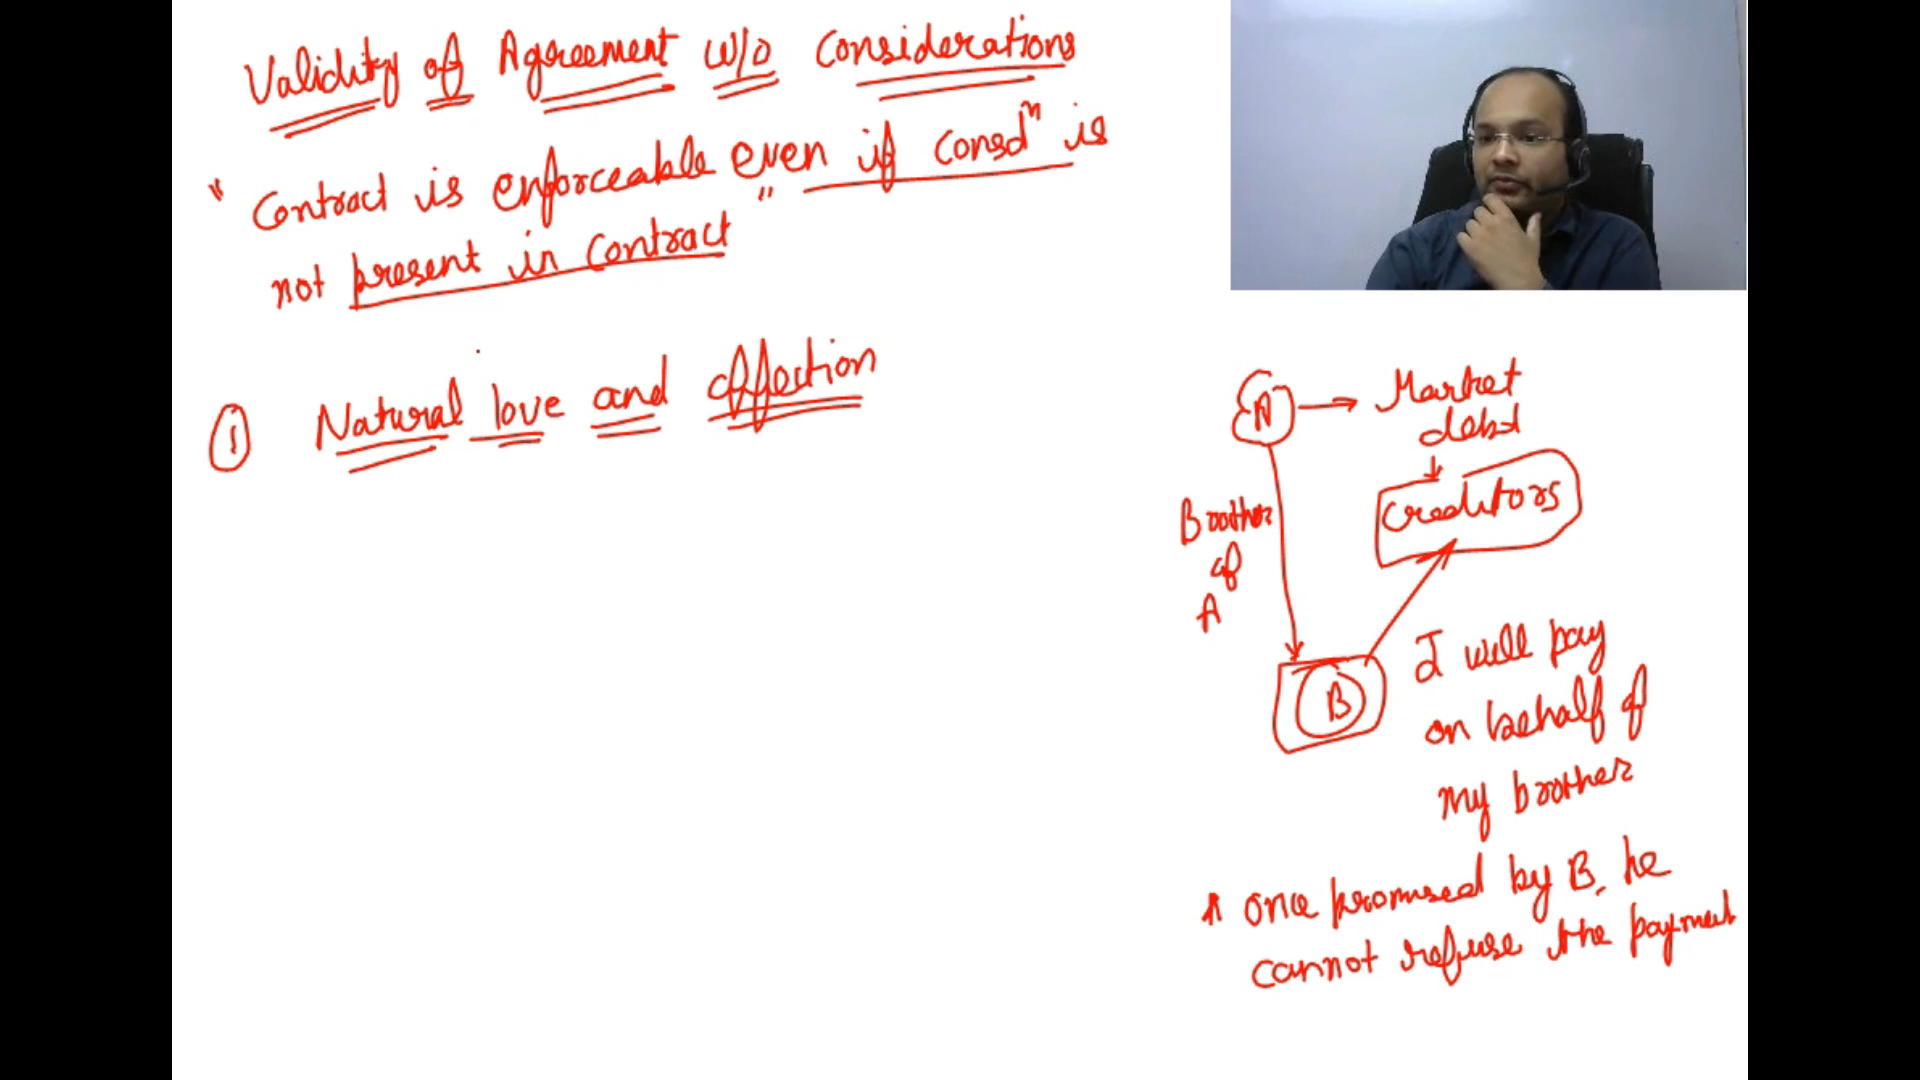 Validity of Agreement w/o Considerations
" Contract is enforceable even if consdⁿ is
not present in contract "
① Natural love and affection
A → Market
debt
Creditors
Brother
of
A
B
I will pay
on behalf of
my brother
* once promised by B, he
cannot refuse the payment